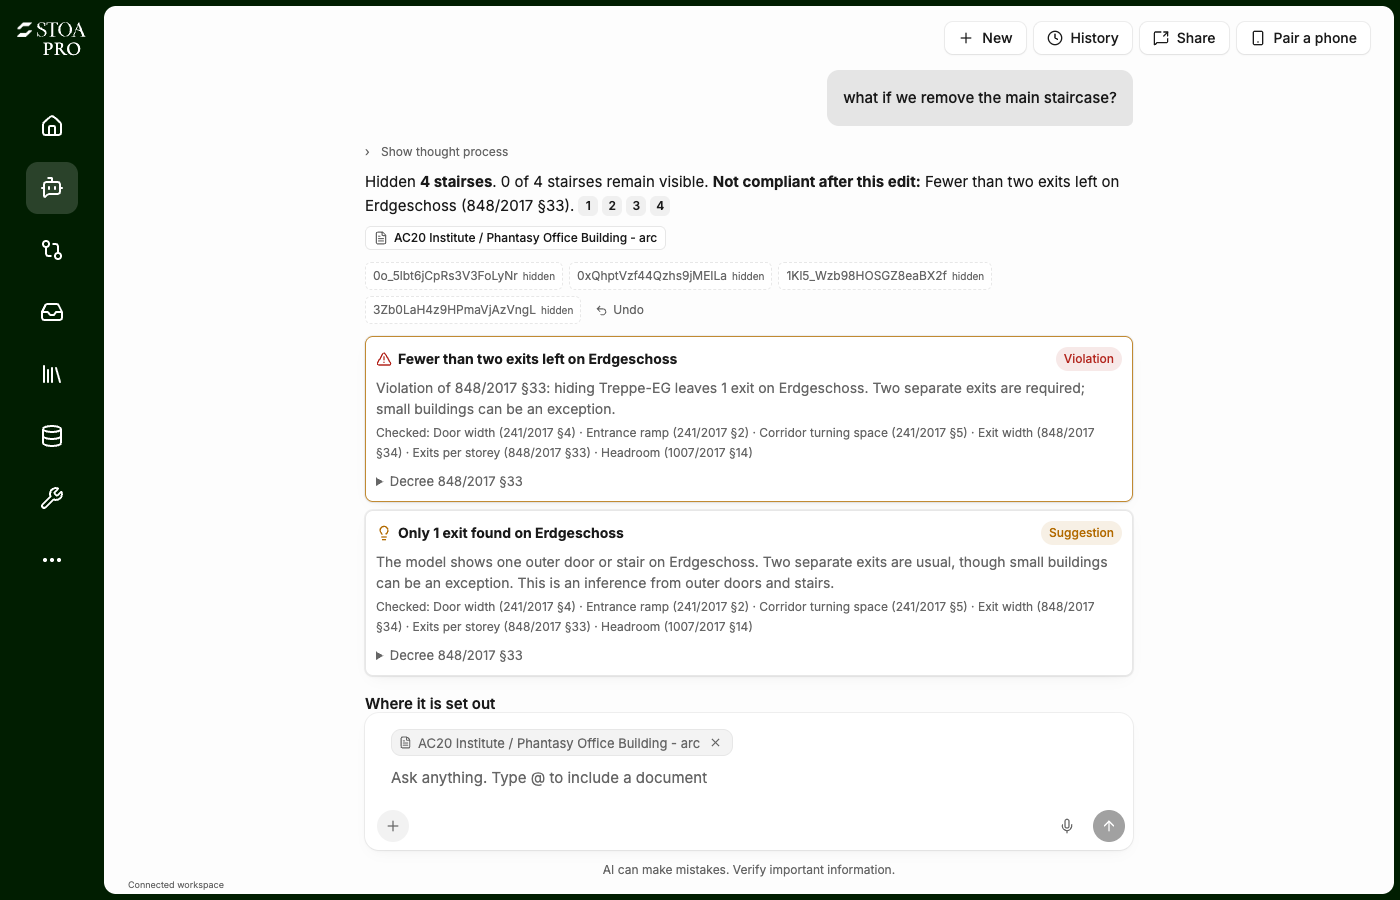 STOA
PRO
New
History
Share
Pair a phone
what if we remove the main staircase?
Show thought process
Hidden 4 stairses. 0 of 4 stairses remain visible. Not compliant after this edit: Fewer than two exits left on
Erdgeschoss (848/2017 §33). 1 2 3 4
AC20 Institute / Phantasy Office Building - arc
0o_5lbt6jCpRs3V3FoLyNr hidden
0xQhptVzf44Qzhs9jMEILa hidden
1Kl5_Wzb98HOSGZ8eaBX2f hidden
3Zb0LaH4z9HPmaVjAzVngL hidden
Undo
Fewer than two exits left on Erdgeschoss
Violation
Violation of 848/2017 §33: hiding Treppe-EG leaves 1 exit on Erdgeschoss. Two separate exits are required;
small buildings can be an exception.
Checked: Door width (241/2017 §4) · Entrance ramp (241/2017 §2) · Corridor turning space (241/2017 §5) · Exit width (848/2017
§34) · Exits per storey (848/2017 §33) · Headroom (1007/2017 §14)
Decree 848/2017 §33
Only 1 exit found on Erdgeschoss
Suggestion
The model shows one outer door or stair on Erdgeschoss. Two separate exits are usual, though small buildings
can be an exception. This is an inference from outer doors and stairs.
Checked: Door width (241/2017 §4) · Entrance ramp (241/2017 §2) · Corridor turning space (241/2017 §5) · Exit width (848/2017
§34) · Exits per storey (848/2017 §33) · Headroom (1007/2017 §14)
Decree 848/2017 §33
Where it is set out
AC20 Institute / Phantasy Office Building - arc
Ask anything. Type @ to include a document
AI can make mistakes. Verify important information.
Connected workspace